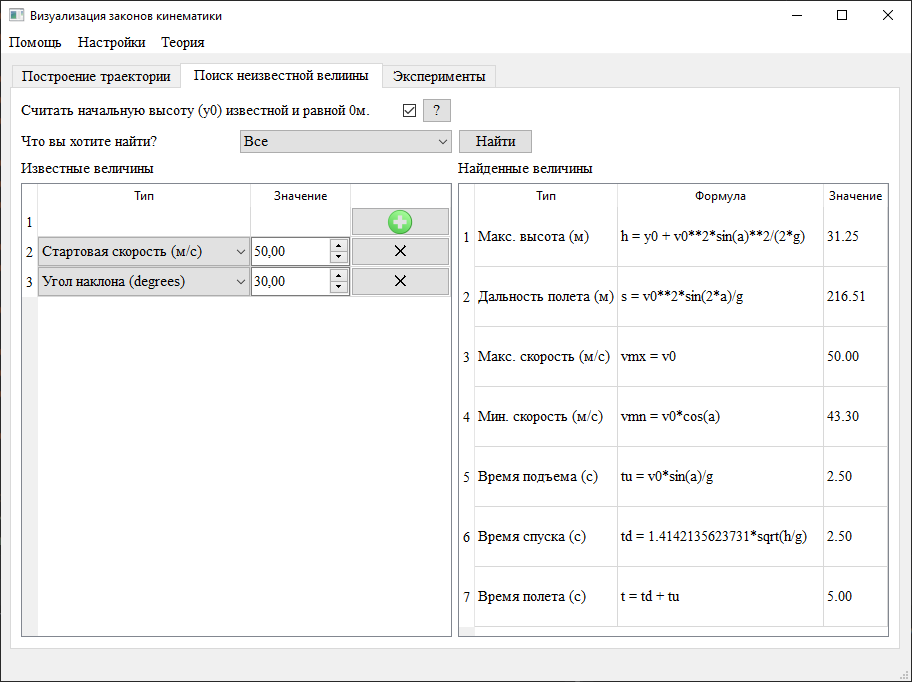 Визуализация законов кинематики
Помощь Настройки Теория
Построение траектории Поиск неизвестной велиины Эксперименты
Считать начальную высоту (y0) известной и равной 0м. ?
Что вы хотите найти? Все Найти
Известные величины
Тип Значение
1
2 Стартовая скорость (м/с) 50,00
3 Угол наклона (degrees) 30,00
Найденные величины
Тип Формула Значение
1 Макс. высота (м) h = y0 + v0**2*sin(a)**2/(2*g) 31.25
2 Дальность полета (м) s = v0**2*sin(2*a)/g 216.51
3 Макс. скорость (м/с) vmx = v0 50.00
4 Мин. скорость (м/с) vmn = v0*cos(a) 43.30
5 Время подъема (с) tu = v0*sin(a)/g 2.50
6 Время спуска (с) td = 1.4142135623731*sqrt(h/g) 2.50
7 Время полета (с) t = td + tu 5.00